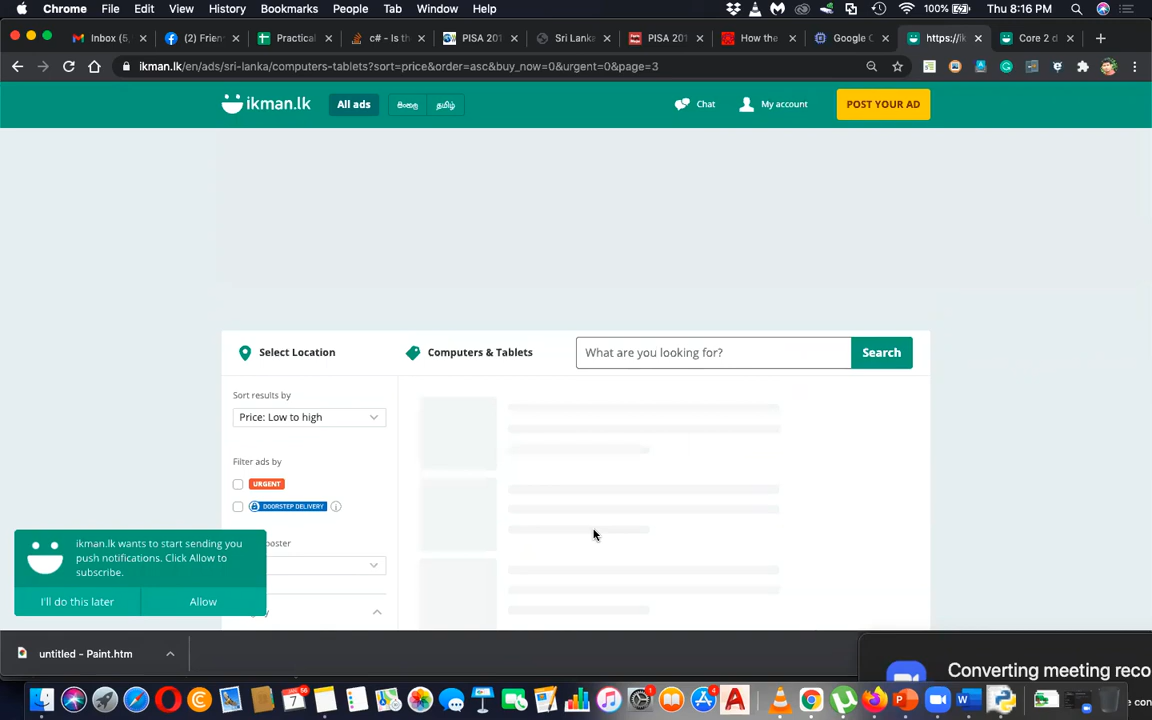 Chrome File Edit View History Bookmarks People Tab Window Help 100% Thu 8:16 PM
Inbox (5, (2) Frien Practical c# - Is th PISA 201 Sri Lanka PISA 201 How the Google C https://ik Core 2 d
ikman.lk/en/ads/sri-lanka/computers-tablets?sort=price&order=asc&buy_now=0&urgent=0&page=3
ikman.lk All ads සිංහල தமிழ் Chat My account POST YOUR AD
Select Location Computers & Tablets What are you looking for? Search
Sort results by
Price: Low to high
Filter ads by
URGENT
DOORSTEP DELIVERY
poster
ikman.lk wants to start sending you
push notifications. Click Allow to
subscribe.
I'll do this later Allow
untitled - Paint.htm
Converting meeting reco